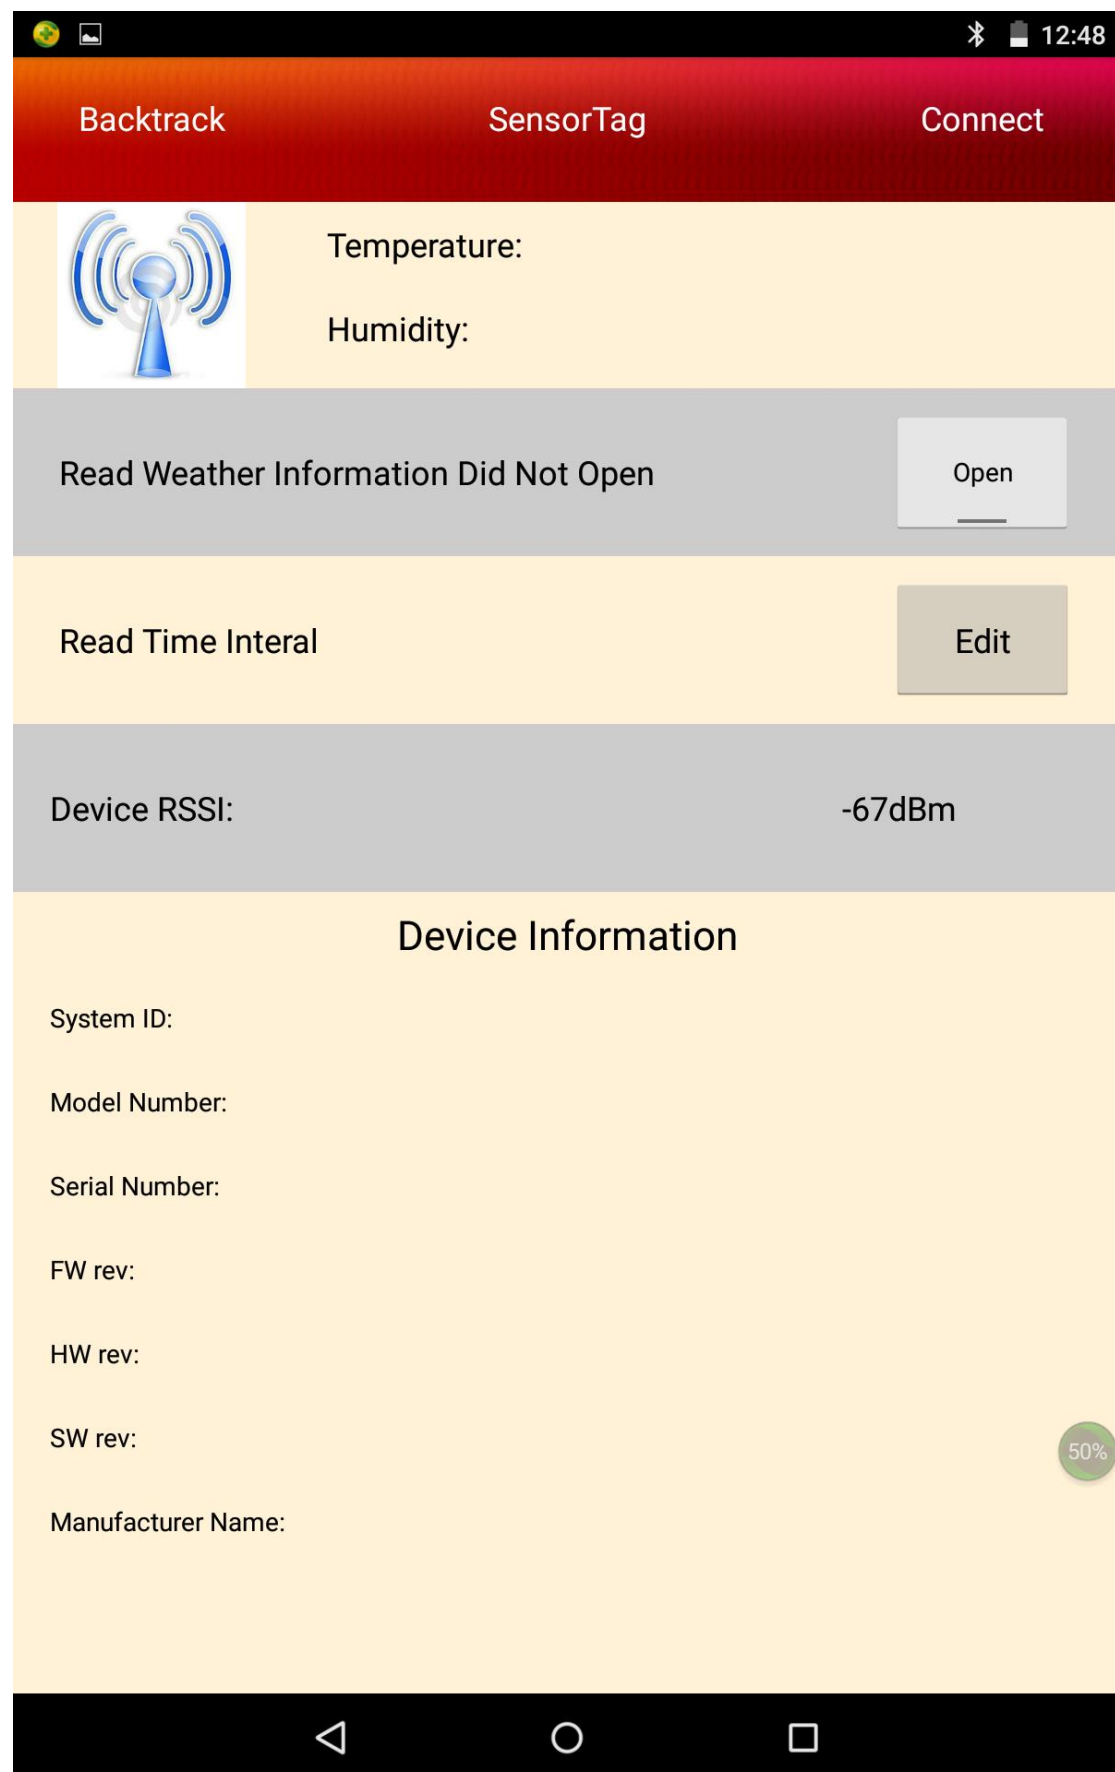 12:48
Backtrack SensorTag Connect
Temperature:
Humidity:
Read Weather Information Did Not Open Open
Read Time Interal Edit
Device RSSI: -67dBm
Device Information
System ID:
Model Number:
Serial Number:
FW rev:
HW rev:
SW rev:
50%
Manufacturer Name: